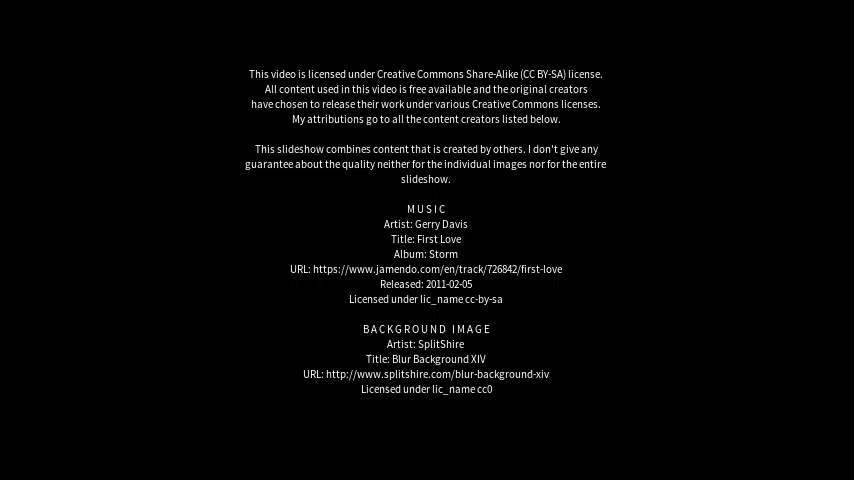 This video is licensed under Creative Commons Share-Alike (CC BY-SA) license.
All content used in this video is free available and the original creators
have chosen to release their work under various Creative Commons licenses.
My attributions go to all the content creators listed below.
This slideshow combines content that is created by others. I don't give any
guarantee about the quality neither for the individual images nor for the entire
slideshow.
MUSIC
Artist: Gerry Davis
Title: First Love
Album: Storm
URL: https://www.jamendo.com/en/track/726842/first-love
Released: 2011-02-05
Licensed under lic_name cc-by-sa
BACKGROUND IMAGE
Artist: SplitShire
Title: Blur Background XIV
URL: http://www.splitshire.com/blur-background-xiv
Licensed under lic_name cc0